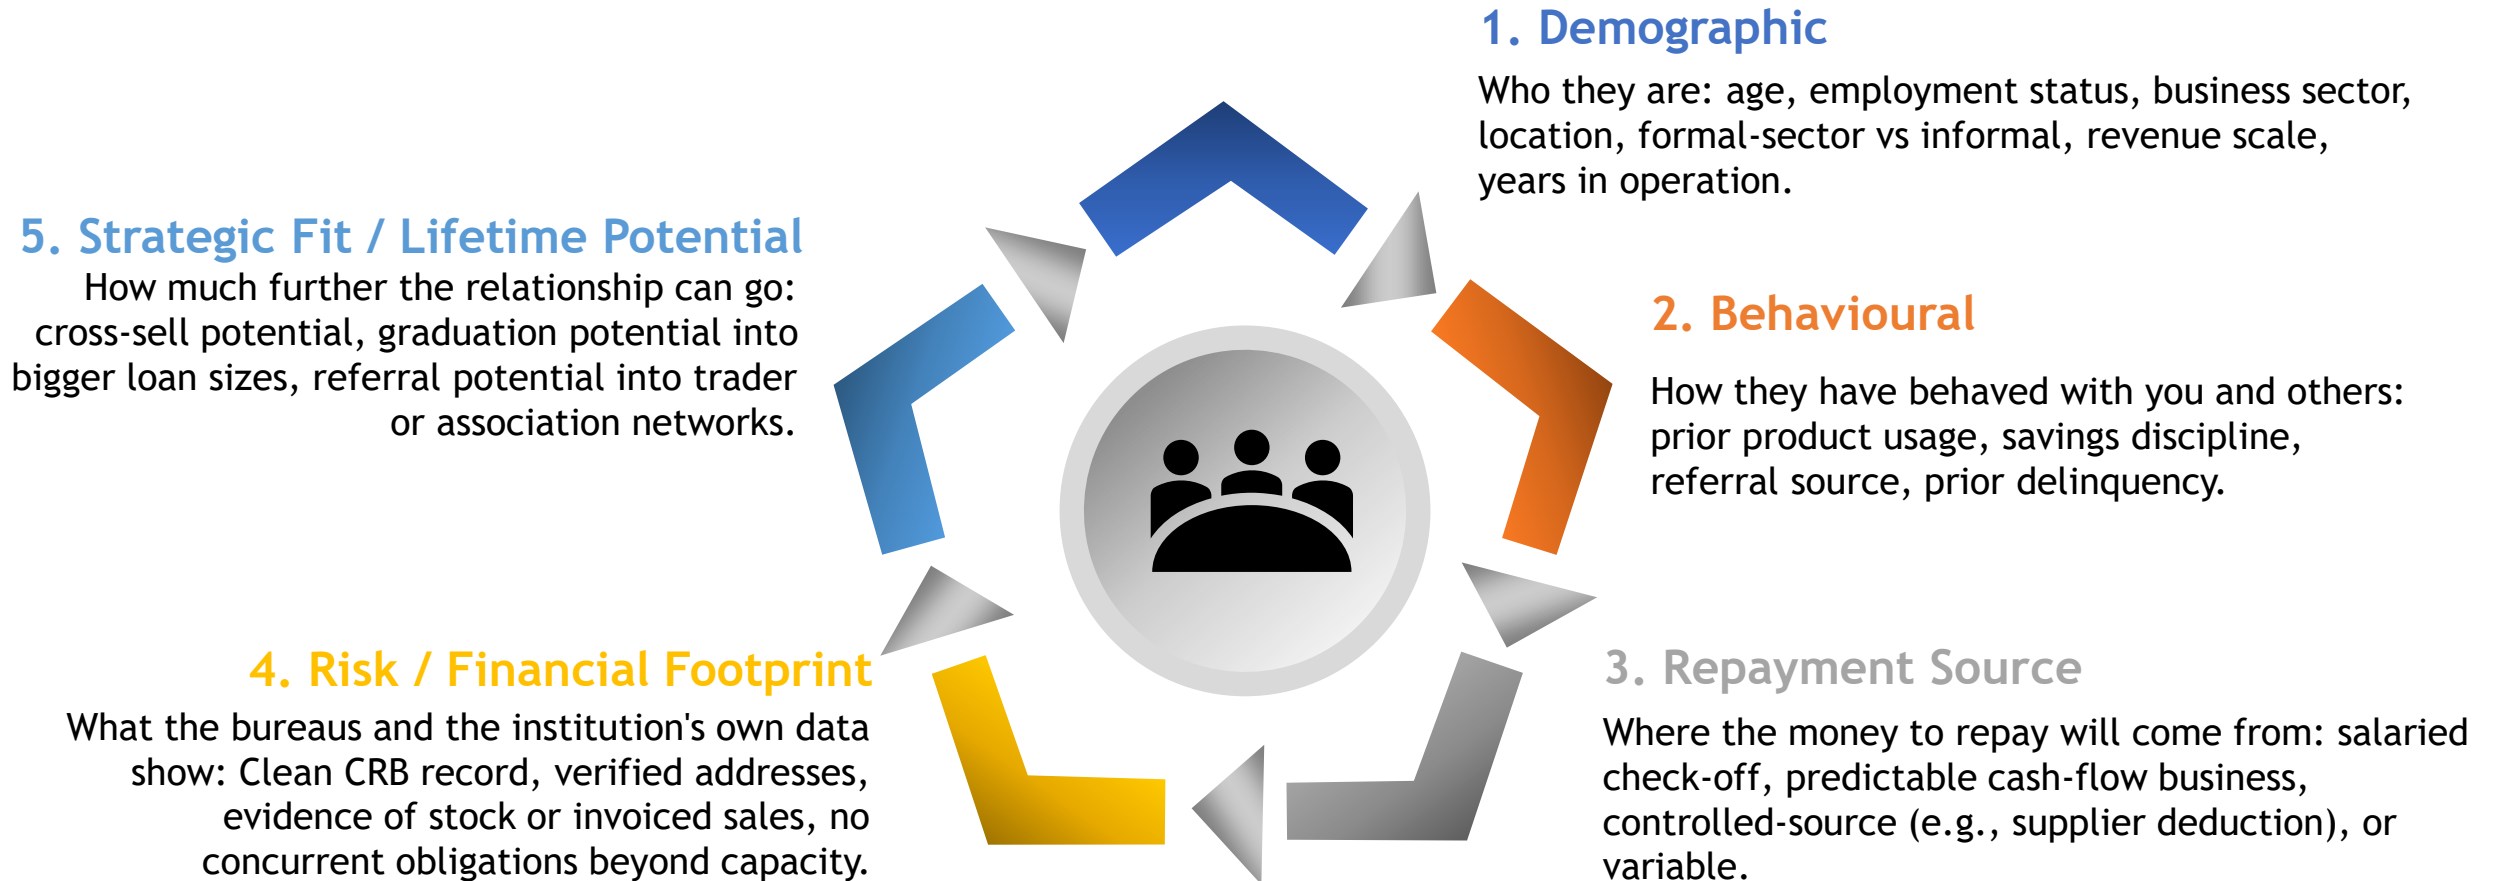 1. Demographic
Who they are: age, employment status, business sector,
location, formal-sector vs informal, revenue scale,
years in operation.
2. Behavioural
How they have behaved with you and others:
prior product usage, savings discipline,
referral source, prior delinquency.
3. Repayment Source
Where the money to repay will come from: salaried
check-off, predictable cash-flow business,
controlled-source (e.g., supplier deduction), or
variable.
4. Risk / Financial Footprint
What the bureaus and the institution's own data
show: Clean CRB record, verified addresses,
evidence of stock or invoiced sales, no
concurrent obligations beyond capacity.
5. Strategic Fit / Lifetime Potential
How much further the relationship can go:
cross-sell potential, graduation potential into
bigger loan sizes, referral potential into trader
or association networks.